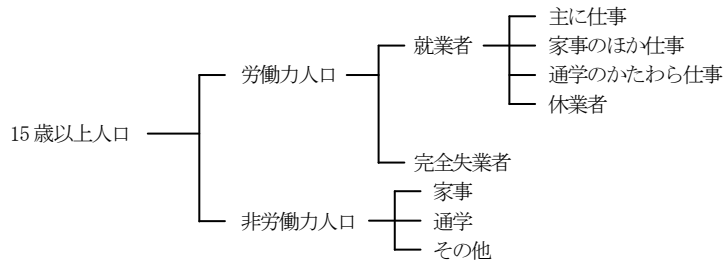 主に仕事
就業者
家事のほか仕事
労働力人口
通学のかたわら仕事
休業者
15歳以上人口
完全失業者
家事
非労働力人口
通学
その他